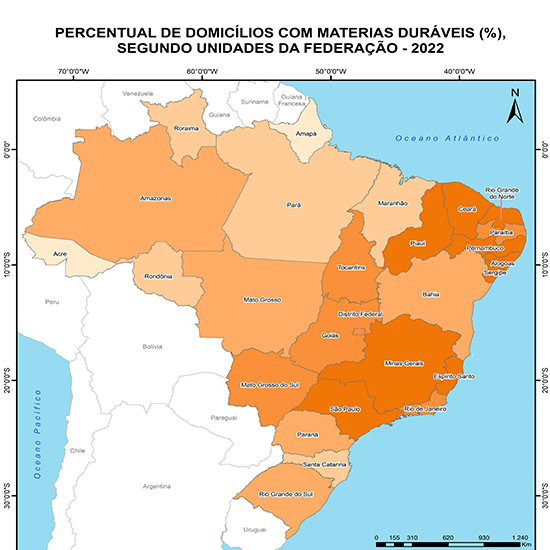 PERCENTUAL DE DOMICÍLIOS COM MATERIAS DURÁVEIS (%),
SEGUNDO UNIDADES DA FEDERAÇÃO - 2022
70°0'0"O 60°0'0"O 50°0'0"O 40°0'0"O
Venezuela
Suriname
Guiana
Francesa
Guiana
Colômbia
N
Roraima
Amapá
Oceano Atlântico
0°0'0"
0°0'0"
Rio Grande
do Norte
Amazonas
Pará
Maranhão
Ceará
Paraíba
Piauí
Pernambuco
Acre
Alogoas
Sergipe
10°0'0"S
10°0'0"S
Rondônia
Tocantins
Mato Grosso
Bahia
Peru
Distrito Federal
Goiás
Bolívia
Minas Gerais
Espírito Santo
20°0'0"S
20°0'0"S
Mato Grosso do Sul
São Paulo
Rio de Janeiro
Oceano Pacífico
Paraguai
Paraná
Chile
Santa Catarina
Argentina
Rio Grande do Sul
30°0'0"S
30°0'0"S
Uruguai
0 155 310 620 930 1.240
Km